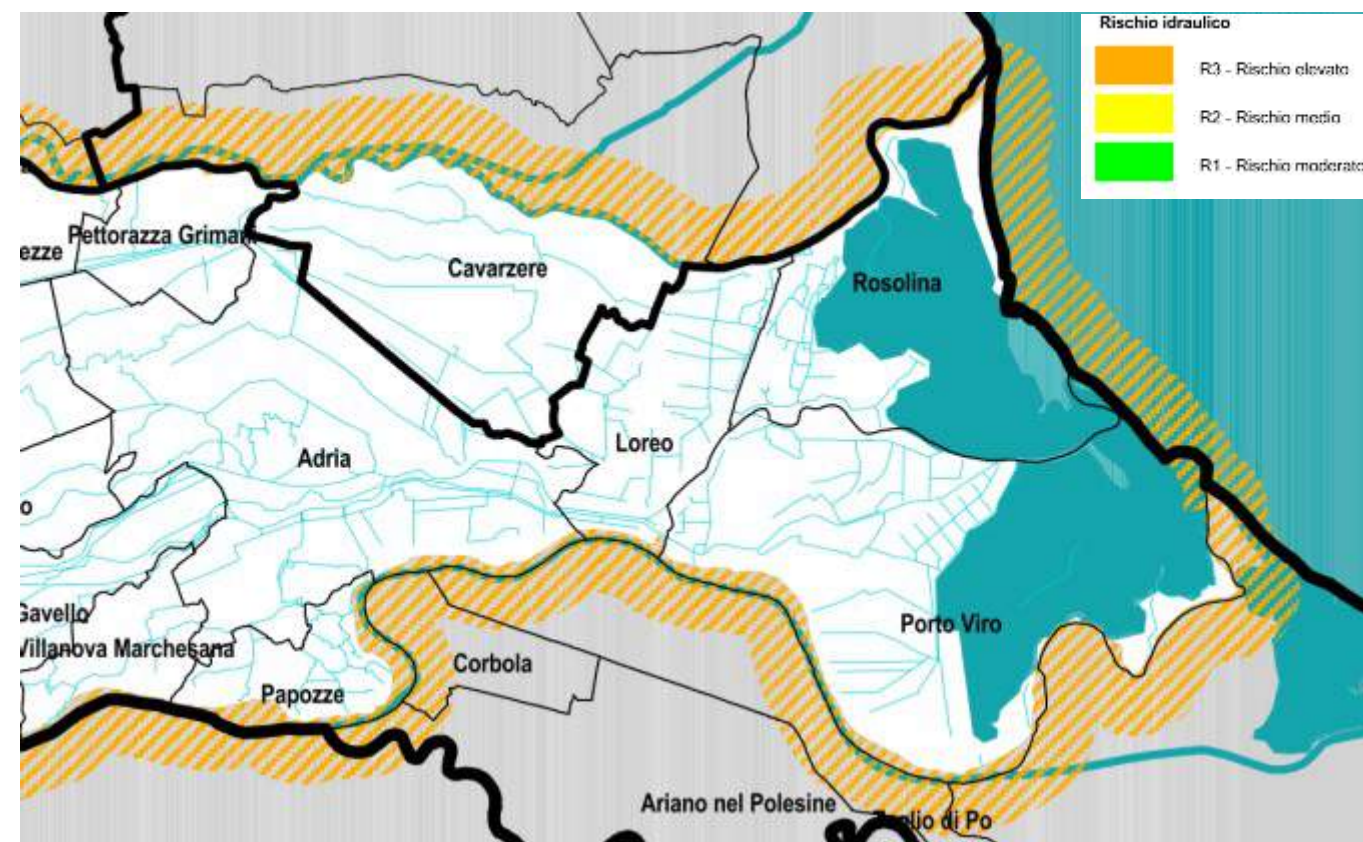 Rischio idraulico
R3 - Rischio elevato
R2 - Rischio medio
R1 - Rischio moderato
Pettorazza Grimani
ezze
Cavarzere
Rosolina
Loreo
Adria
o
Gavello
Villanova Marchesana
Porto Viro
Corbola
Papozze
Ariano nel Polesine
Taglio di Po